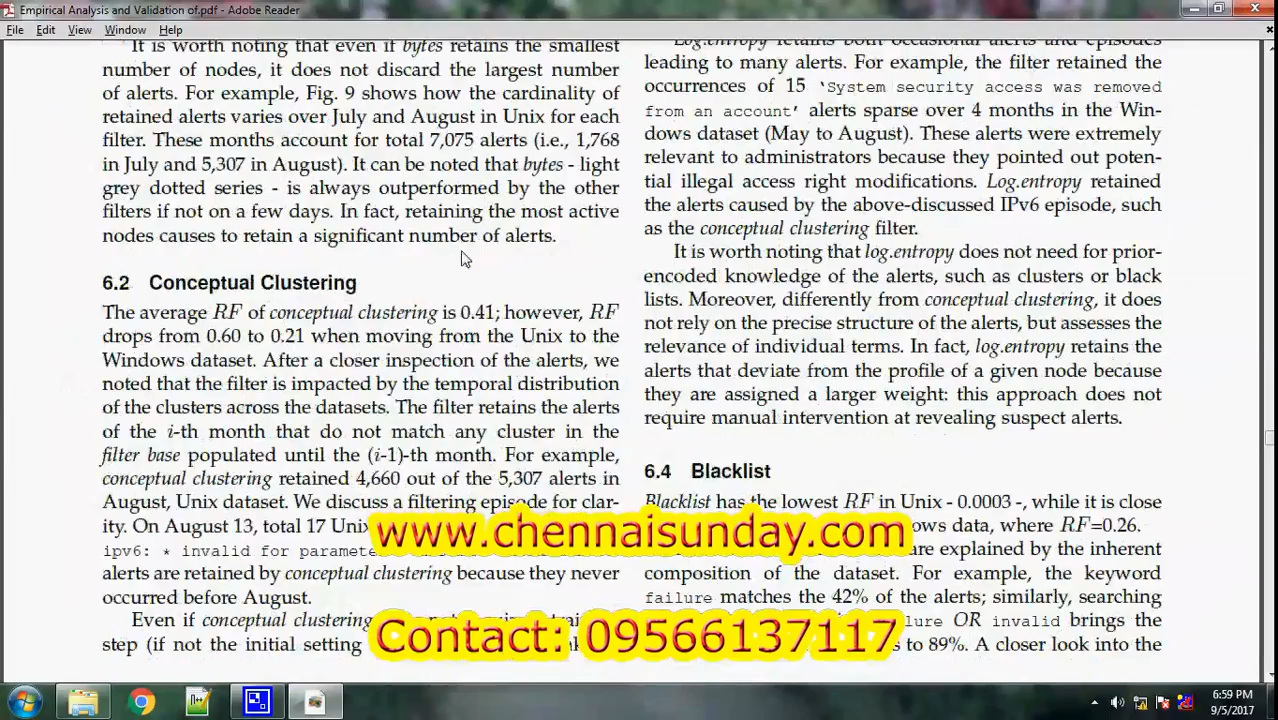 Empirical Analysis and Validation of.pdf - Adobe Reader
File Edit View Window Help
It is worth noting that even if bytes retains the smallest
number of nodes, it does not discard the largest number
of alerts. For example, Fig. 9 shows how the cardinality of
retained alerts varies over July and August in Unix for each
filter. These months account for total 7,075 alerts (i.e., 1,768
in July and 5,307 in August). It can be noted that bytes - light
grey dotted series - is always outperformed by the other
filters if not on a few days. In fact, retaining the most active
nodes causes to retain a significant number of alerts.
6.2 Conceptual Clustering
The average RF of conceptual clustering is 0.41; however, RF
drops from 0.60 to 0.21 when moving from the Unix to the
Windows dataset. After a closer inspection of the alerts, we
noted that the filter is impacted by the temporal distribution
of the clusters across the datasets. The filter retains the alerts
of the i-th month that do not match any cluster in the
filter base populated until the (i-1)-th month. For example,
conceptual clustering retained 4,660 out of the 5,307 alerts in
August, Unix dataset. We discuss a filtering episode for clar-
ity. On August 13, total 17 Unix
ipv6: * invalid for parameter
alerts are retained by conceptual clustering because they never
occurred before August.
Even if conceptual clustering
step (if not the initial setting
Log.entropy retains both occasional alerts and episodes
leading to many alerts. For example, the filter retained the
occurrences of 15 'System security access was removed
from an account' alerts sparse over 4 months in the Win-
dows dataset (May to August). These alerts were extremely
relevant to administrators because they pointed out poten-
tial illegal access right modifications. Log.entropy retained
the alerts caused by the above-discussed IPv6 episode, such
as the conceptual clustering filter.
It is worth noting that log.entropy does not need for prior-
encoded knowledge of the alerts, such as clusters or black
lists. Moreover, differently from conceptual clustering, it does
not rely on the precise structure of the alerts, but assesses the
relevance of individual terms. In fact, log.entropy retains the
alerts that deviate from the profile of a given node because
they are assigned a larger weight: this approach does not
require manual intervention at revealing suspect alerts.
6.4 Blacklist
Blacklist has the lowest RF in Unix - 0.0003 -, while it is close
data, where RF=0.26.
are explained by the inherent
composition of the dataset. For example, the keyword
failure matches the 42% of the alerts; similarly, searching
OR invalid brings the
to 89%. A closer look into the
www.chennaisunday.com
Contact: 09566137117
6:59 PM
9/5/2017